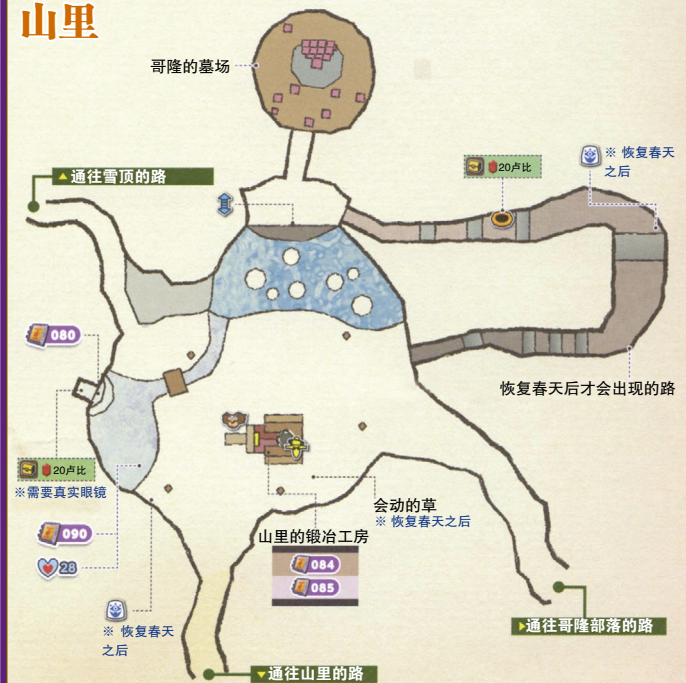 山里
哥隆的墓场
20卢比
※ 恢复春天
之后
通往雪顶的路
080
恢复春天后才会出现的路
20卢比
※需要真实眼镜
会动的草
※ 恢复春天之后
090
山里的锻冶工房
28
084
085
※ 恢复春天
之后
通往哥隆部落的路
通往山里的路